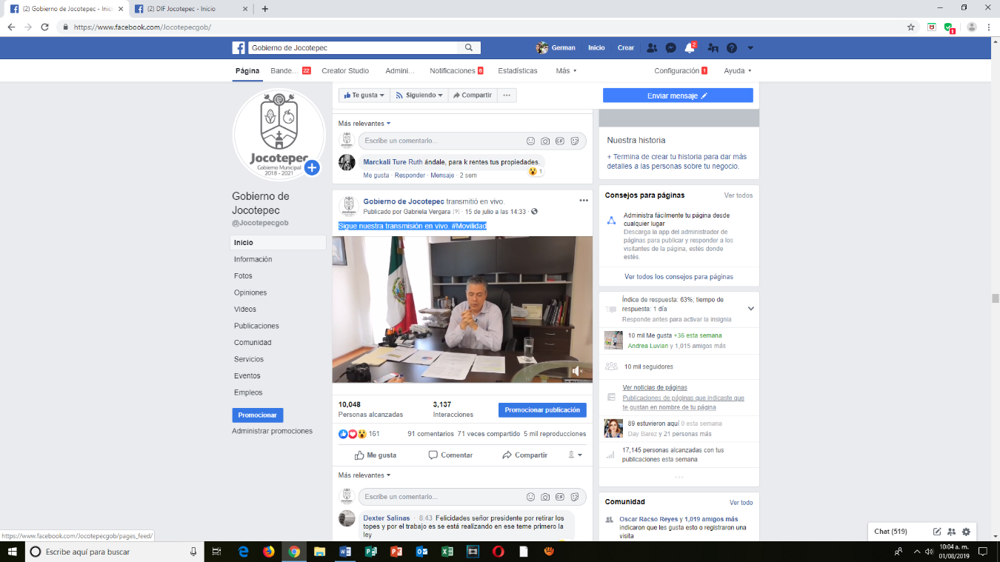 (2) Gobierno de Jocotepec - Inic
(2) DIF Jocotepec - Inicio
https://www.facebook.com/Jocotepecgob/
Gobierno de Jocotepec
German
Inicio
Crear
2
Página
Bande... 22
Creator Studio
Admini...
Notificaciones 6
Estadísticas
Más
Configuración 1
Ayuda
Te gusta
Siguiendo
Compartir
Enviar mensaje
Jocotepec
Gobierno Municipal
2018 - 2021
Gobierno de
Jocotepec
@Jocotepecgob
Inicio
Información
Fotos
Opiniones
Videos
Publicaciones
Comunidad
Servicios
Eventos
Empleos
Promocionar
Administrar promociones
Más relevantes
Escribe un comentario...
GIF
Marckali Ture Ruth ándale, para k rentes tus propiedades.
1
Me gusta · Responder · Mensaje · 2 sem
Gobierno de Jocotepec transmitió en vivo.
Publicado por Gabriela Vergara [?] · 15 de julio a las 14:33 ·
Sigue nuestra transmisión en vivo. #Movilidad
10,048
Personas alcanzadas
3,137
Interacciones
Promocionar publicación
161
91 comentarios 71 veces compartido 5 mil reproducciones
Me gusta
Comentar
Compartir
Más relevantes
Escribe un comentario...
GIF
Dexter Salinas · 8:43 Felicidades señor presidente por retirar los
topes y por el trabajo es se está realizando en ese teme primero la
ley
Nuestra historia
+ Termina de crear tu historia para dar más
detalles a las personas sobre tu negocio.
Consejos para páginas
Ver todos
Administra fácilmente tu página desde
cualquier lugar
Descarga la app del administrador de
páginas para publicar y responder a los
visitantes de la página, estés donde
estés.
Ver todos los consejos para páginas
Índice de respuesta: 63%; tiempo de
respuesta: 1 día
Responde antes para activar la insignia
10 mil Me gusta +36 esta semana
Andrea Luvian y 1,015 amigos más
10 mil seguidores
Ver noticias de páginas
Publicaciones de páginas que indicaste que
te gustan en nombre de tu página
89 estuvieron aquí 0 esta semana
Day Barez y 21 personas más
17,145 personas alcanzadas con tus
publicaciones esta semana
Comunidad
Ver todo
Oscar Racso Reyes y 1,019 amigos más
indicaron que les gusta esto o registraron una
visita
Chat (519)
https://www.facebook.com/Jocotepecgob/pages_feed/
Escribe aquí para buscar
10:04 a. m.
01/08/2019